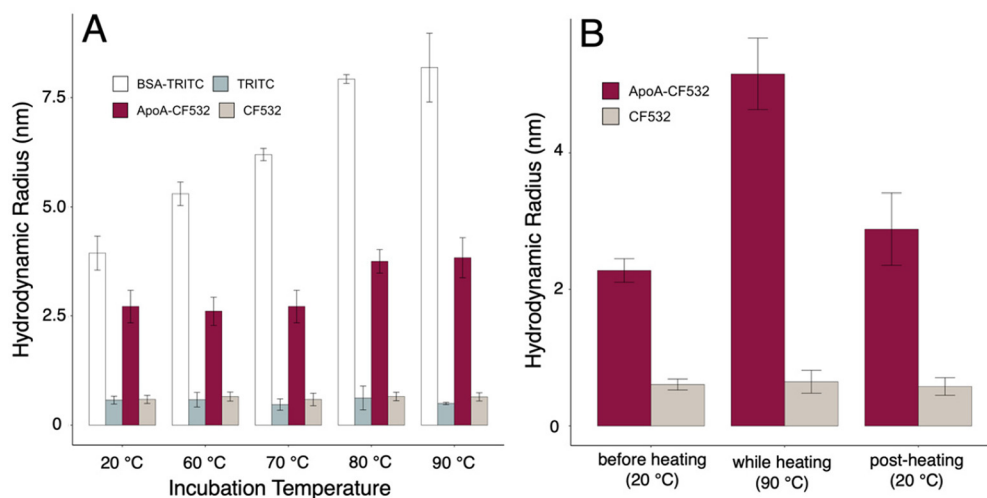 A
BSA-TRITC
TRITC
ApoA-CF532
CF532
Hydrodynamic Radius (nm)
7.5
5.0
2.5
0
20 °C
60 °C
70 °C
80 °C
90 °C
Incubation Temperature
B
ApoA-CF532
CF532
Hydrodynamic Radius (nm)
4
2
0
before heating
(20 °C)
while heating
(90 °C)
post-heating
(20 °C)